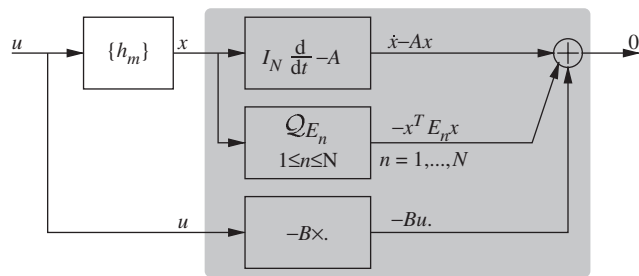 u {h_m} x I_N d/dt −A ẋ−Ax 0
𝒬_{E_n} −x^T E_n x
1≤n≤N n = 1,...,N
u −B×. −Bu.